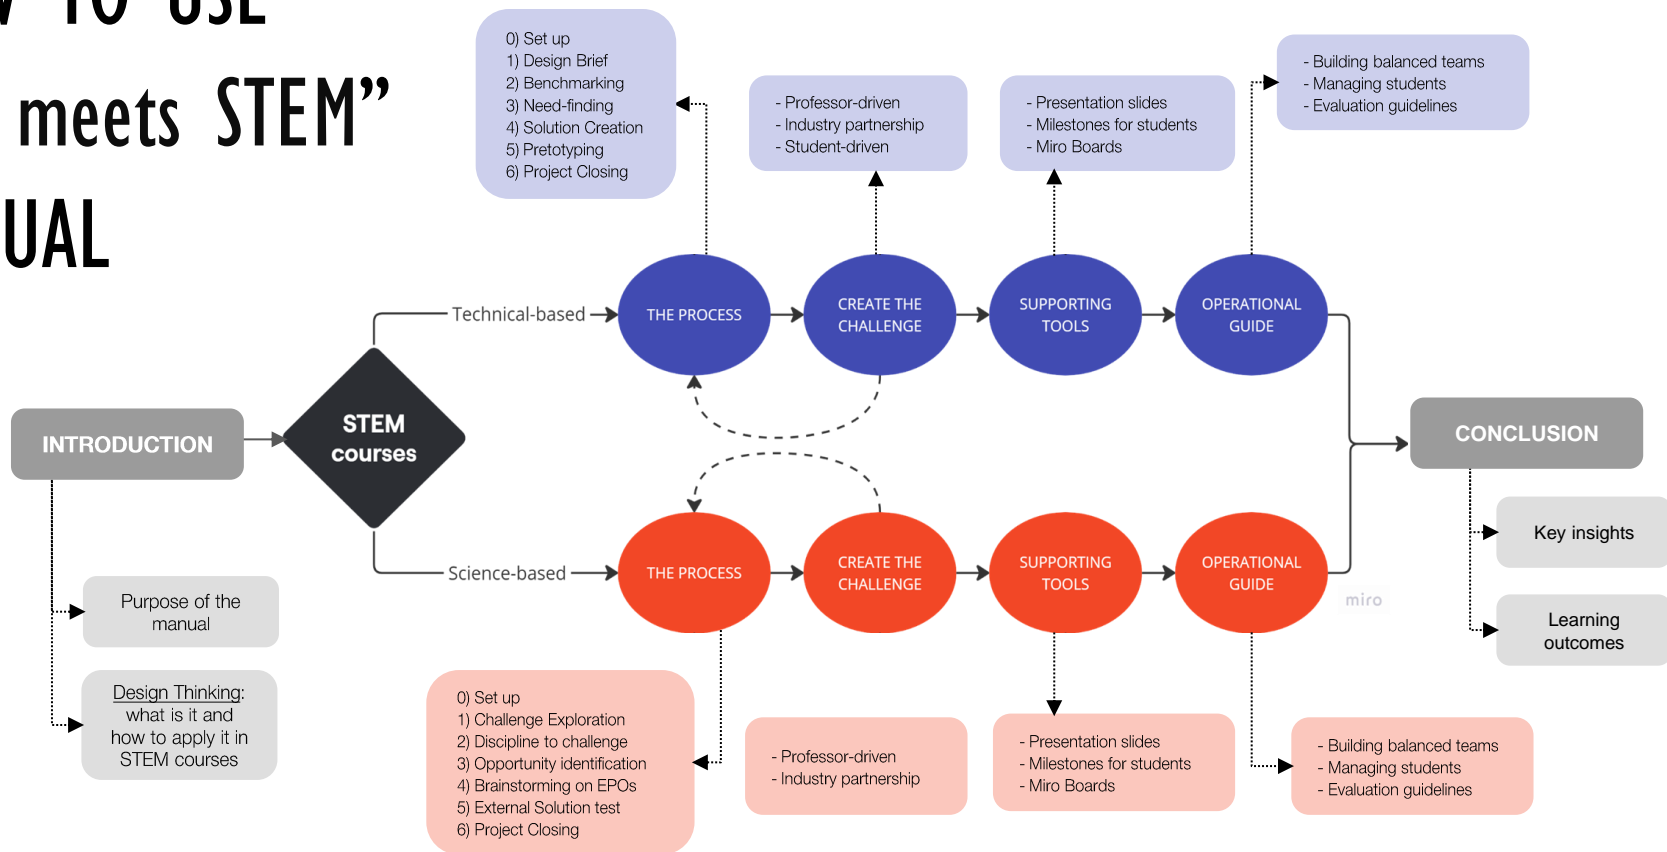 TO USE
meets STEM”
UAL
0) Set up
1) Design Brief
2) Benchmarking
3) Need-finding
4) Solution Creation
5) Pretotyping
6) Project Closing
- Professor-driven
- Industry partnership
- Student-driven
- Presentation slides
- Milestones for students
- Miro Boards
- Building balanced teams
- Managing students
- Evaluation guidelines
Technical-based
THE PROCESS
CREATE THE
CHALLENGE
SUPPORTING
TOOLS
OPERATIONAL
GUIDE
INTRODUCTION
STEM
courses
CONCLUSION
Key insights
Learning
outcomes
Science-based
THE PROCESS
CREATE THE
CHALLENGE
SUPPORTING
TOOLS
OPERATIONAL
GUIDE
miro
Purpose of the
manual
Design Thinking:
what is it and
how to apply it in
STEM courses
0) Set up
1) Challenge Exploration
2) Discipline to challenge
3) Opportunity identification
4) Brainstorming on EPOs
5) External Solution test
6) Project Closing
- Professor-driven
- Industry partnership
- Presentation slides
- Milestones for students
- Miro Boards
- Building balanced teams
- Managing students
- Evaluation guidelines